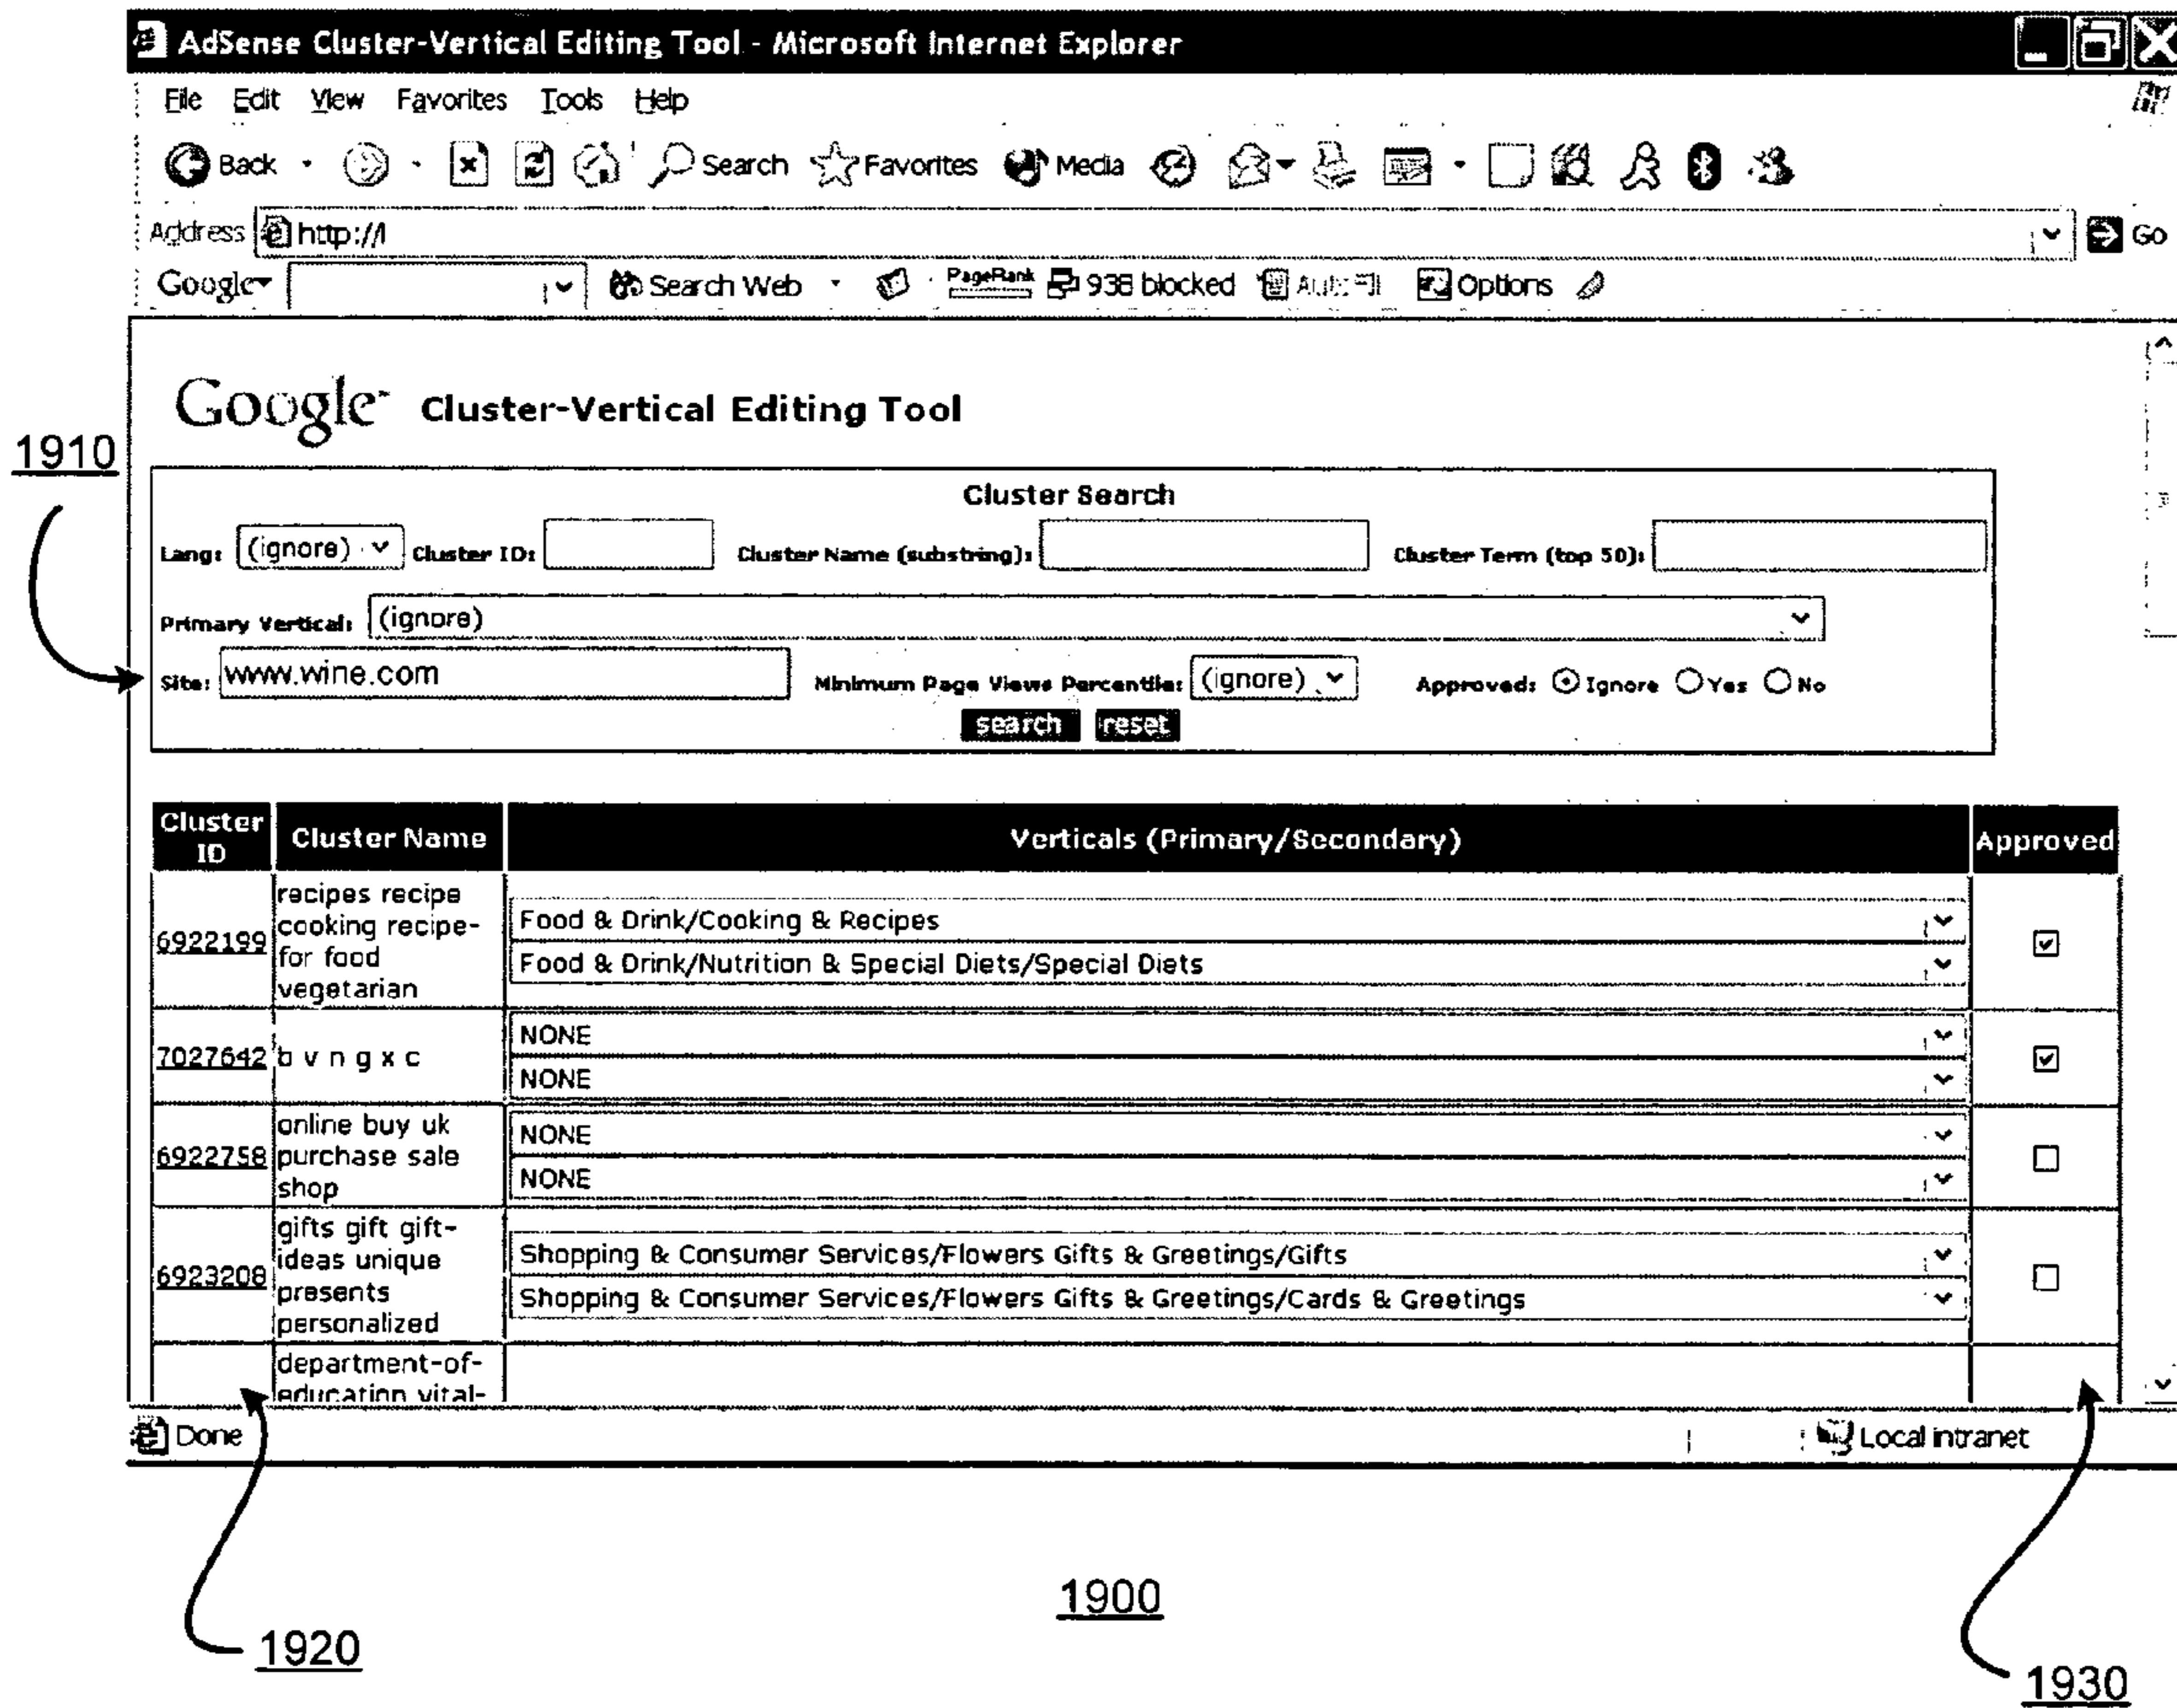 AdSense Cluster-Vertical Editing Tool - Microsoft Internet Explorer
File Edit View Favorites Tools Help
Back Search Favorites Media
Address http://l Go
Google Search Web PageRank 938 blocked Options
Google Cluster-Vertical Editing Tool
1910
Cluster Search
Lang: (ignore) Cluster ID: Cluster Name (substring): Cluster Term (top 50):
Primary Vertical: (ignore)
Site: www.wine.com Minimum Page Views Percentile: (ignore) Approved: Ignore Yes No
search reset
Cluster ID Cluster Name Verticals (Primary/Secondary) Approved
6922199
recipes recipe
cooking recipe-
for food
vegetarian
Food & Drink/Cooking & Recipes
Food & Drink/Nutrition & Special Diets/Special Diets
7027642
b v n g x c
NONE
NONE
6922758
online buy uk
purchase sale
shop
NONE
NONE
6923208
gifts gift gift-
ideas unique
presents
personalized
Shopping & Consumer Services/Flowers Gifts & Greetings/Gifts
Shopping & Consumer Services/Flowers Gifts & Greetings/Cards & Greetings
department-of-
education vital-
Done Local intranet
1900
1920
1930